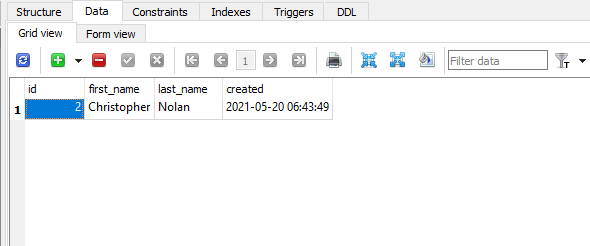 Structure Data Constraints Indexes Triggers DDL
Grid view Form view
1 Filter data T
id first_name last_name created
1 2 Christopher Nolan 2021-05-20 06:43:49